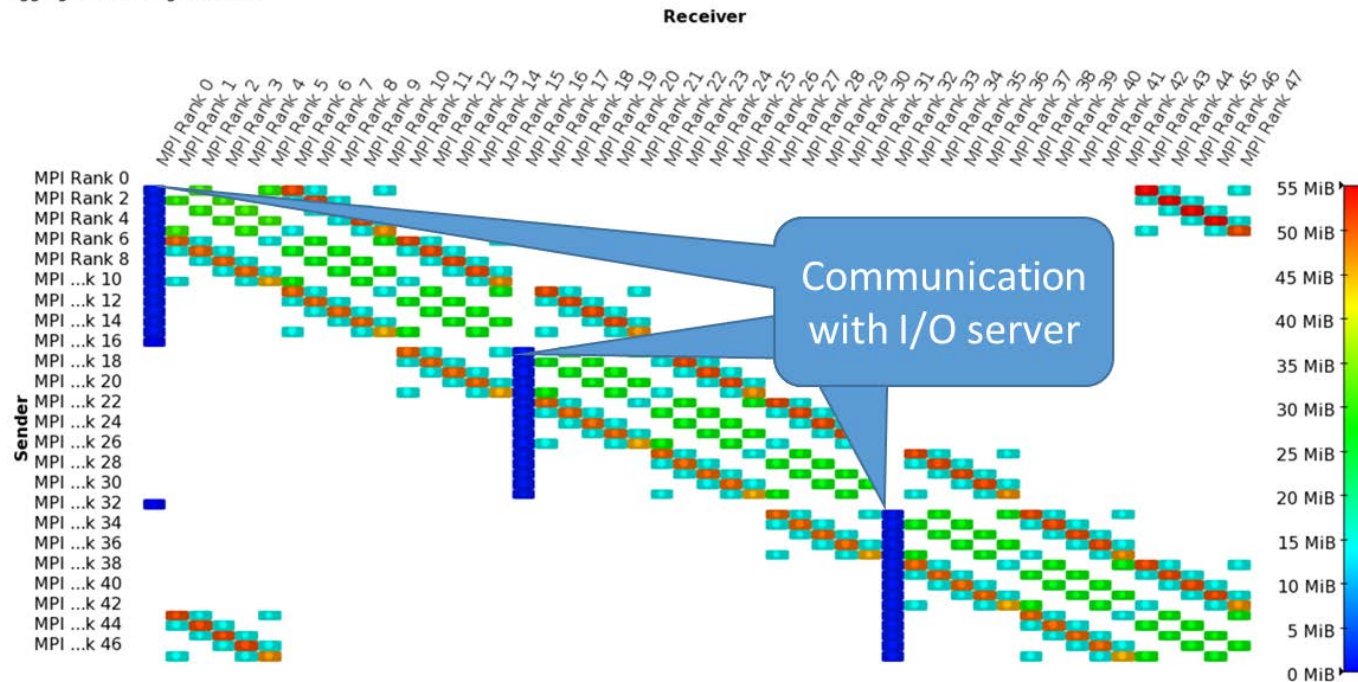 Receiver
MPI Rank 0
MPI Rank 1
MPI Rank 2
MPI Rank 3
MPI Rank 4
MPI Rank 5
MPI Rank 6
MPI Rank 7
MPI Rank 8
MPI Rank 9
MPI Rank 10
MPI Rank 11
MPI Rank 12
MPI Rank 13
MPI Rank 14
MPI Rank 15
MPI Rank 16
MPI Rank 17
MPI Rank 18
MPI Rank 19
MPI Rank 20
MPI Rank 21
MPI Rank 22
MPI Rank 23
MPI Rank 24
MPI Rank 25
MPI Rank 26
MPI Rank 27
MPI Rank 28
MPI Rank 29
MPI Rank 30
MPI Rank 31
MPI Rank 32
MPI Rank 33
MPI Rank 34
MPI Rank 35
MPI Rank 36
MPI Rank 37
MPI Rank 38
MPI Rank 39
MPI Rank 40
MPI Rank 41
MPI Rank 42
MPI Rank 43
MPI Rank 44
MPI Rank 45
MPI Rank 46
MPI Rank 47
Sender
MPI Rank 0
MPI Rank 2
MPI Rank 4
MPI Rank 6
MPI Rank 8
MPI ...k 10
MPI ...k 12
MPI ...k 14
MPI ...k 16
MPI ...k 18
MPI ...k 20
MPI ...k 22
MPI ...k 24
MPI ...k 26
MPI ...k 28
MPI ...k 30
MPI ...k 32
MPI ...k 34
MPI ...k 36
MPI ...k 38
MPI ...k 40
MPI ...k 42
MPI ...k 44
MPI ...k 46
Communication
with I/O server
55 MiB
50 MiB
45 MiB
40 MiB
35 MiB
30 MiB
25 MiB
20 MiB
15 MiB
10 MiB
5 MiB
0 MiB